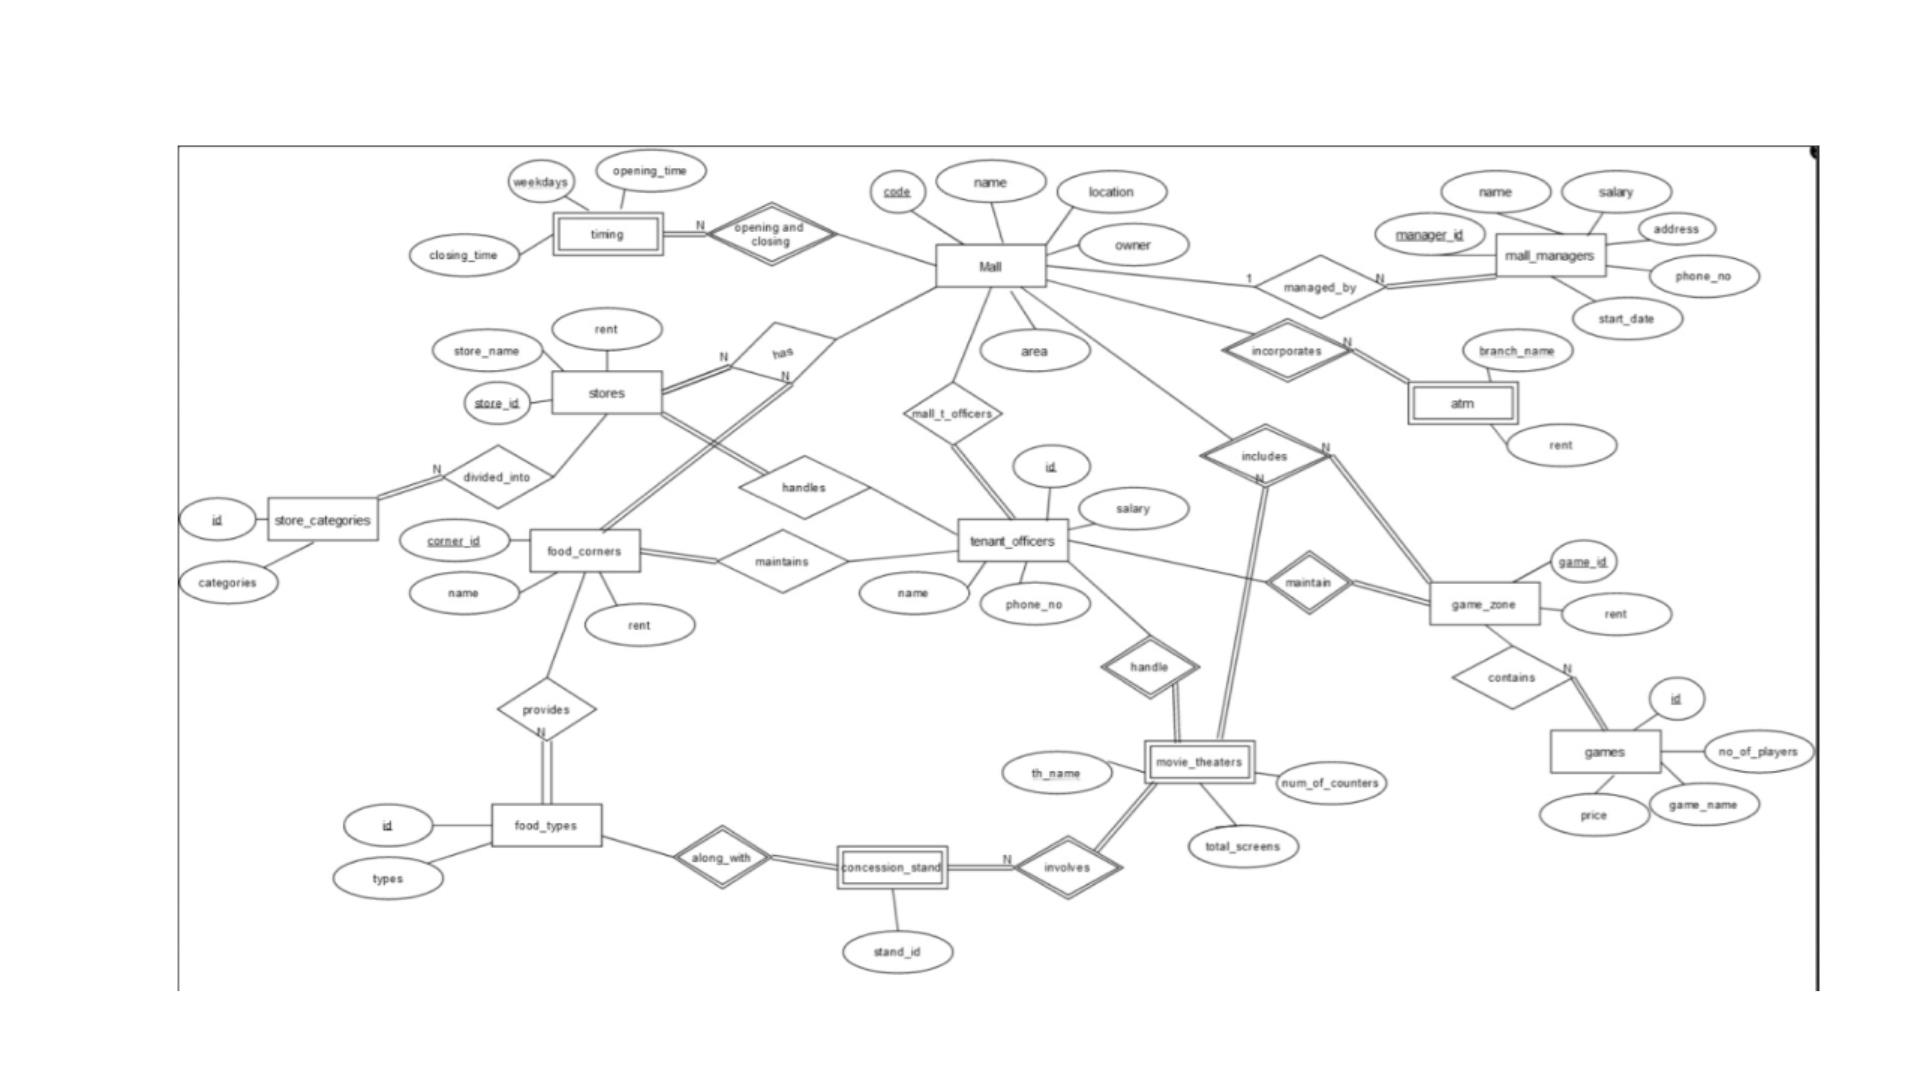 weekdays
opening_time
closing_time
timing
N
opening and
closing
code
name
location
owner
Mall
area
1
managed_by
N
name
salary
manager_id
address
mall_managers
phone_no
start_date
incorporates
N
branch_name
atm
rent
rent
store_name
store_id
stores
N
has
N
mall_t_officers
includes
N
N
N
divided_into
handles
id
store_categories
categories
corner_id
food_corners
name
rent
maintains
id
salary
tenant_officers
name
phone_no
maintain
game_id
game_zone
rent
handle
contains
N
provides
N
id
games
no_of_players
game_name
price
th_name
movie_theaters
num_of_counters
total_screens
id
food_types
types
along_with
concession_stand
N
involves
stand_id